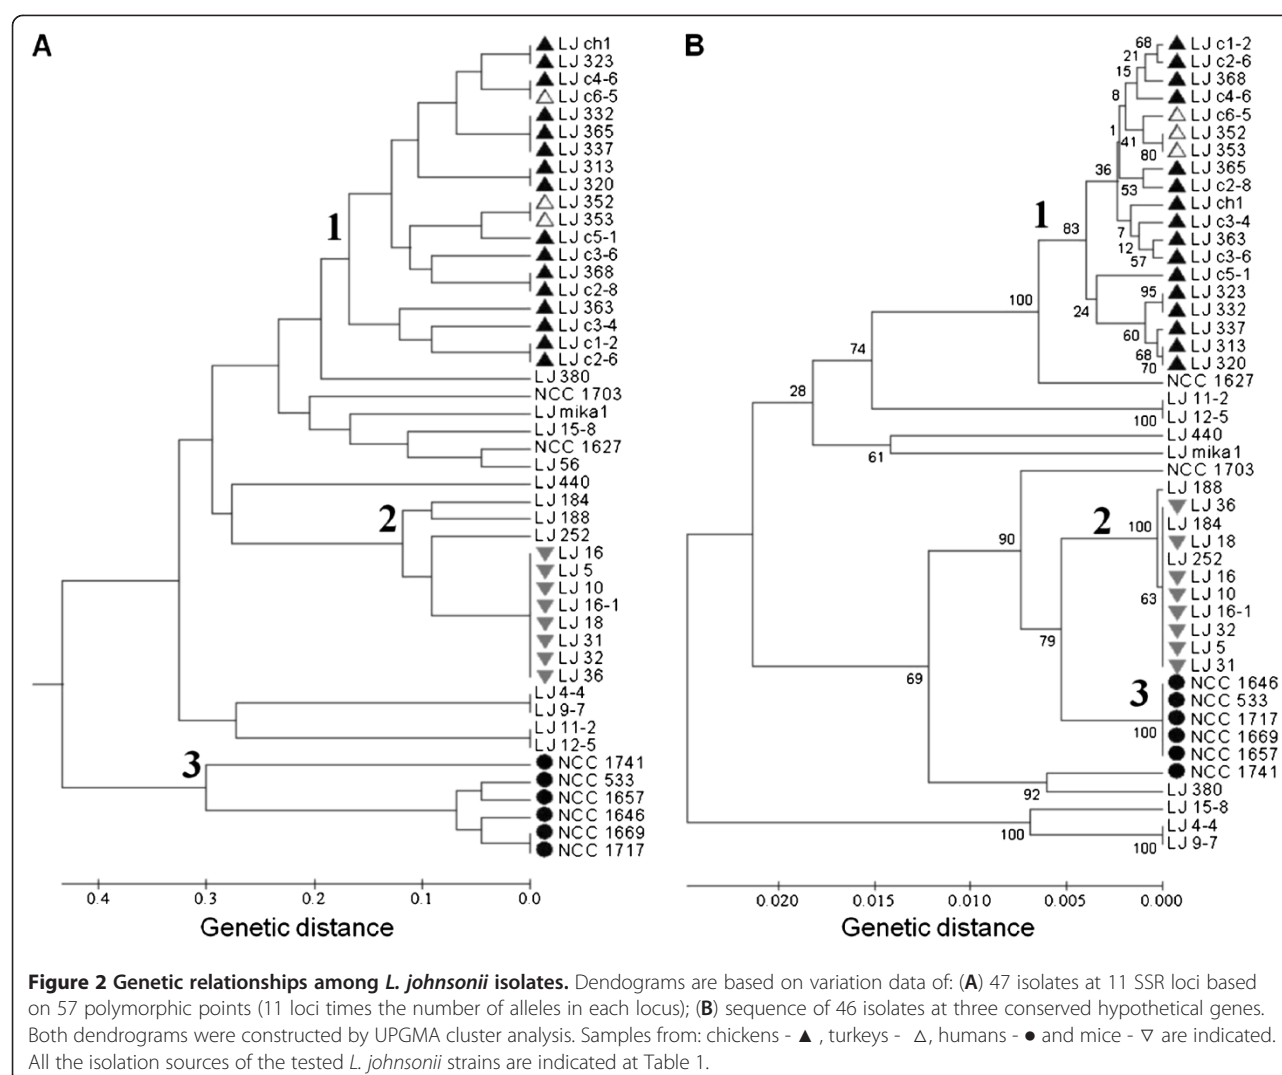 A
LJ ch1
LJ 323
LJ c4-6
LJ c6-5
LJ 332
LJ 365
LJ 337
LJ 313
LJ 320
LJ 352
LJ 353
LJ c5-1
LJ c3-6
LJ 368
LJ c2-8
LJ 363
LJ c3-4
LJ c1-2
LJ c2-6
LJ 380
NCC 1703
LJ mika1
LJ 15-8
NCC 1627
LJ 56
LJ 440
LJ 184
LJ 188
LJ 252
LJ 16
LJ 5
LJ 10
LJ 16-1
LJ 18
LJ 31
LJ 32
LJ 36
LJ 4-4
LJ 9-7
LJ 11-2
LJ 12-5
NCC 1741
NCC 533
NCC 1657
NCC 1646
NCC 1669
NCC 1717
1
2
3
0.4 0.3 0.2 0.1 0.0
Genetic distance
B
LJ c1-2
LJ c2-6
LJ 368
LJ c4-6
LJ c6-5
LJ 352
LJ 353
LJ 365
LJ c2-8
LJ ch1
LJ c3-4
LJ 363
LJ c3-6
LJ c5-1
LJ 323
LJ 332
LJ 337
LJ 313
LJ 320
NCC 1627
LJ 11-2
LJ 12-5
LJ 440
LJ mika1
NCC 1703
LJ 188
LJ 36
LJ 184
LJ 18
LJ 252
LJ 16
LJ 10
LJ 16-1
LJ 32
LJ 5
LJ 31
NCC 1646
NCC 533
NCC 1717
NCC 1669
NCC 1657
NCC 1741
LJ 380
LJ 15-8
LJ 4-4
LJ 9-7
68
21
15
8
1
41
80
36
53
1
83
7
12
57
100
95
24
60
68
70
74
28
100
61
2
100
90
63
79
69
3
100
92
100
100
0.020 0.015 0.010 0.005 0.000
Genetic distance
Figure 2 Genetic relationships among L. johnsonii isolates. Dendograms are based on variation data of: (A) 47 isolates at 11 SSR loci based
on 57 polymorphic points (11 loci times the number of alleles in each locus); (B) sequence of 46 isolates at three conserved hypothetical genes.
Both dendrograms were constructed by UPGMA cluster analysis. Samples from: chickens - ▲ , turkeys - △, humans - ● and mice - ▽ are indicated.
All the isolation sources of the tested L. johnsonii strains are indicated at Table 1.